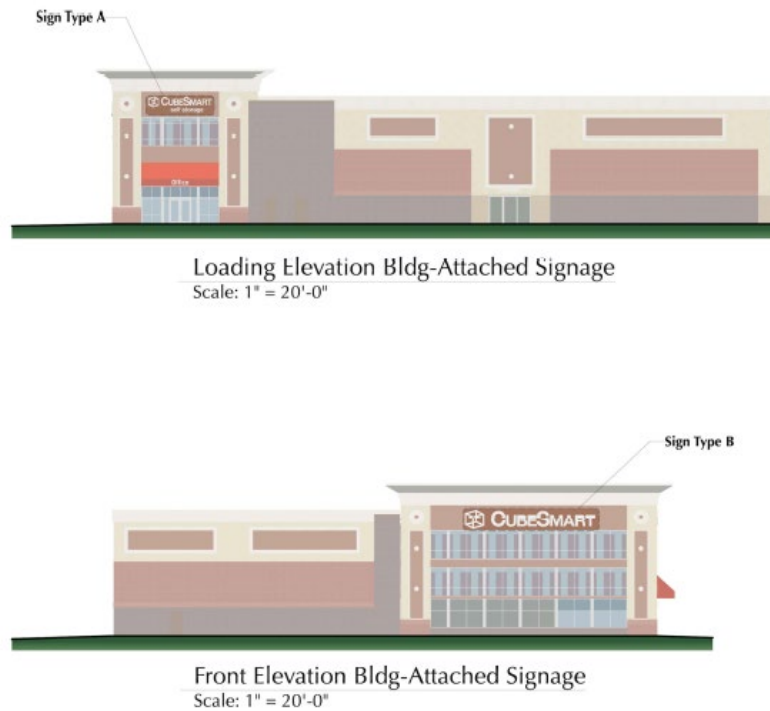 Sign Type A
CUBESMART
self storage
Office
Loading Elevation Bldg-Attached Signage
Scale: 1" = 20'-0"
Sign Type B
CUBESMART
Front Elevation Bldg-Attached Signage
Scale: 1" = 20'-0"